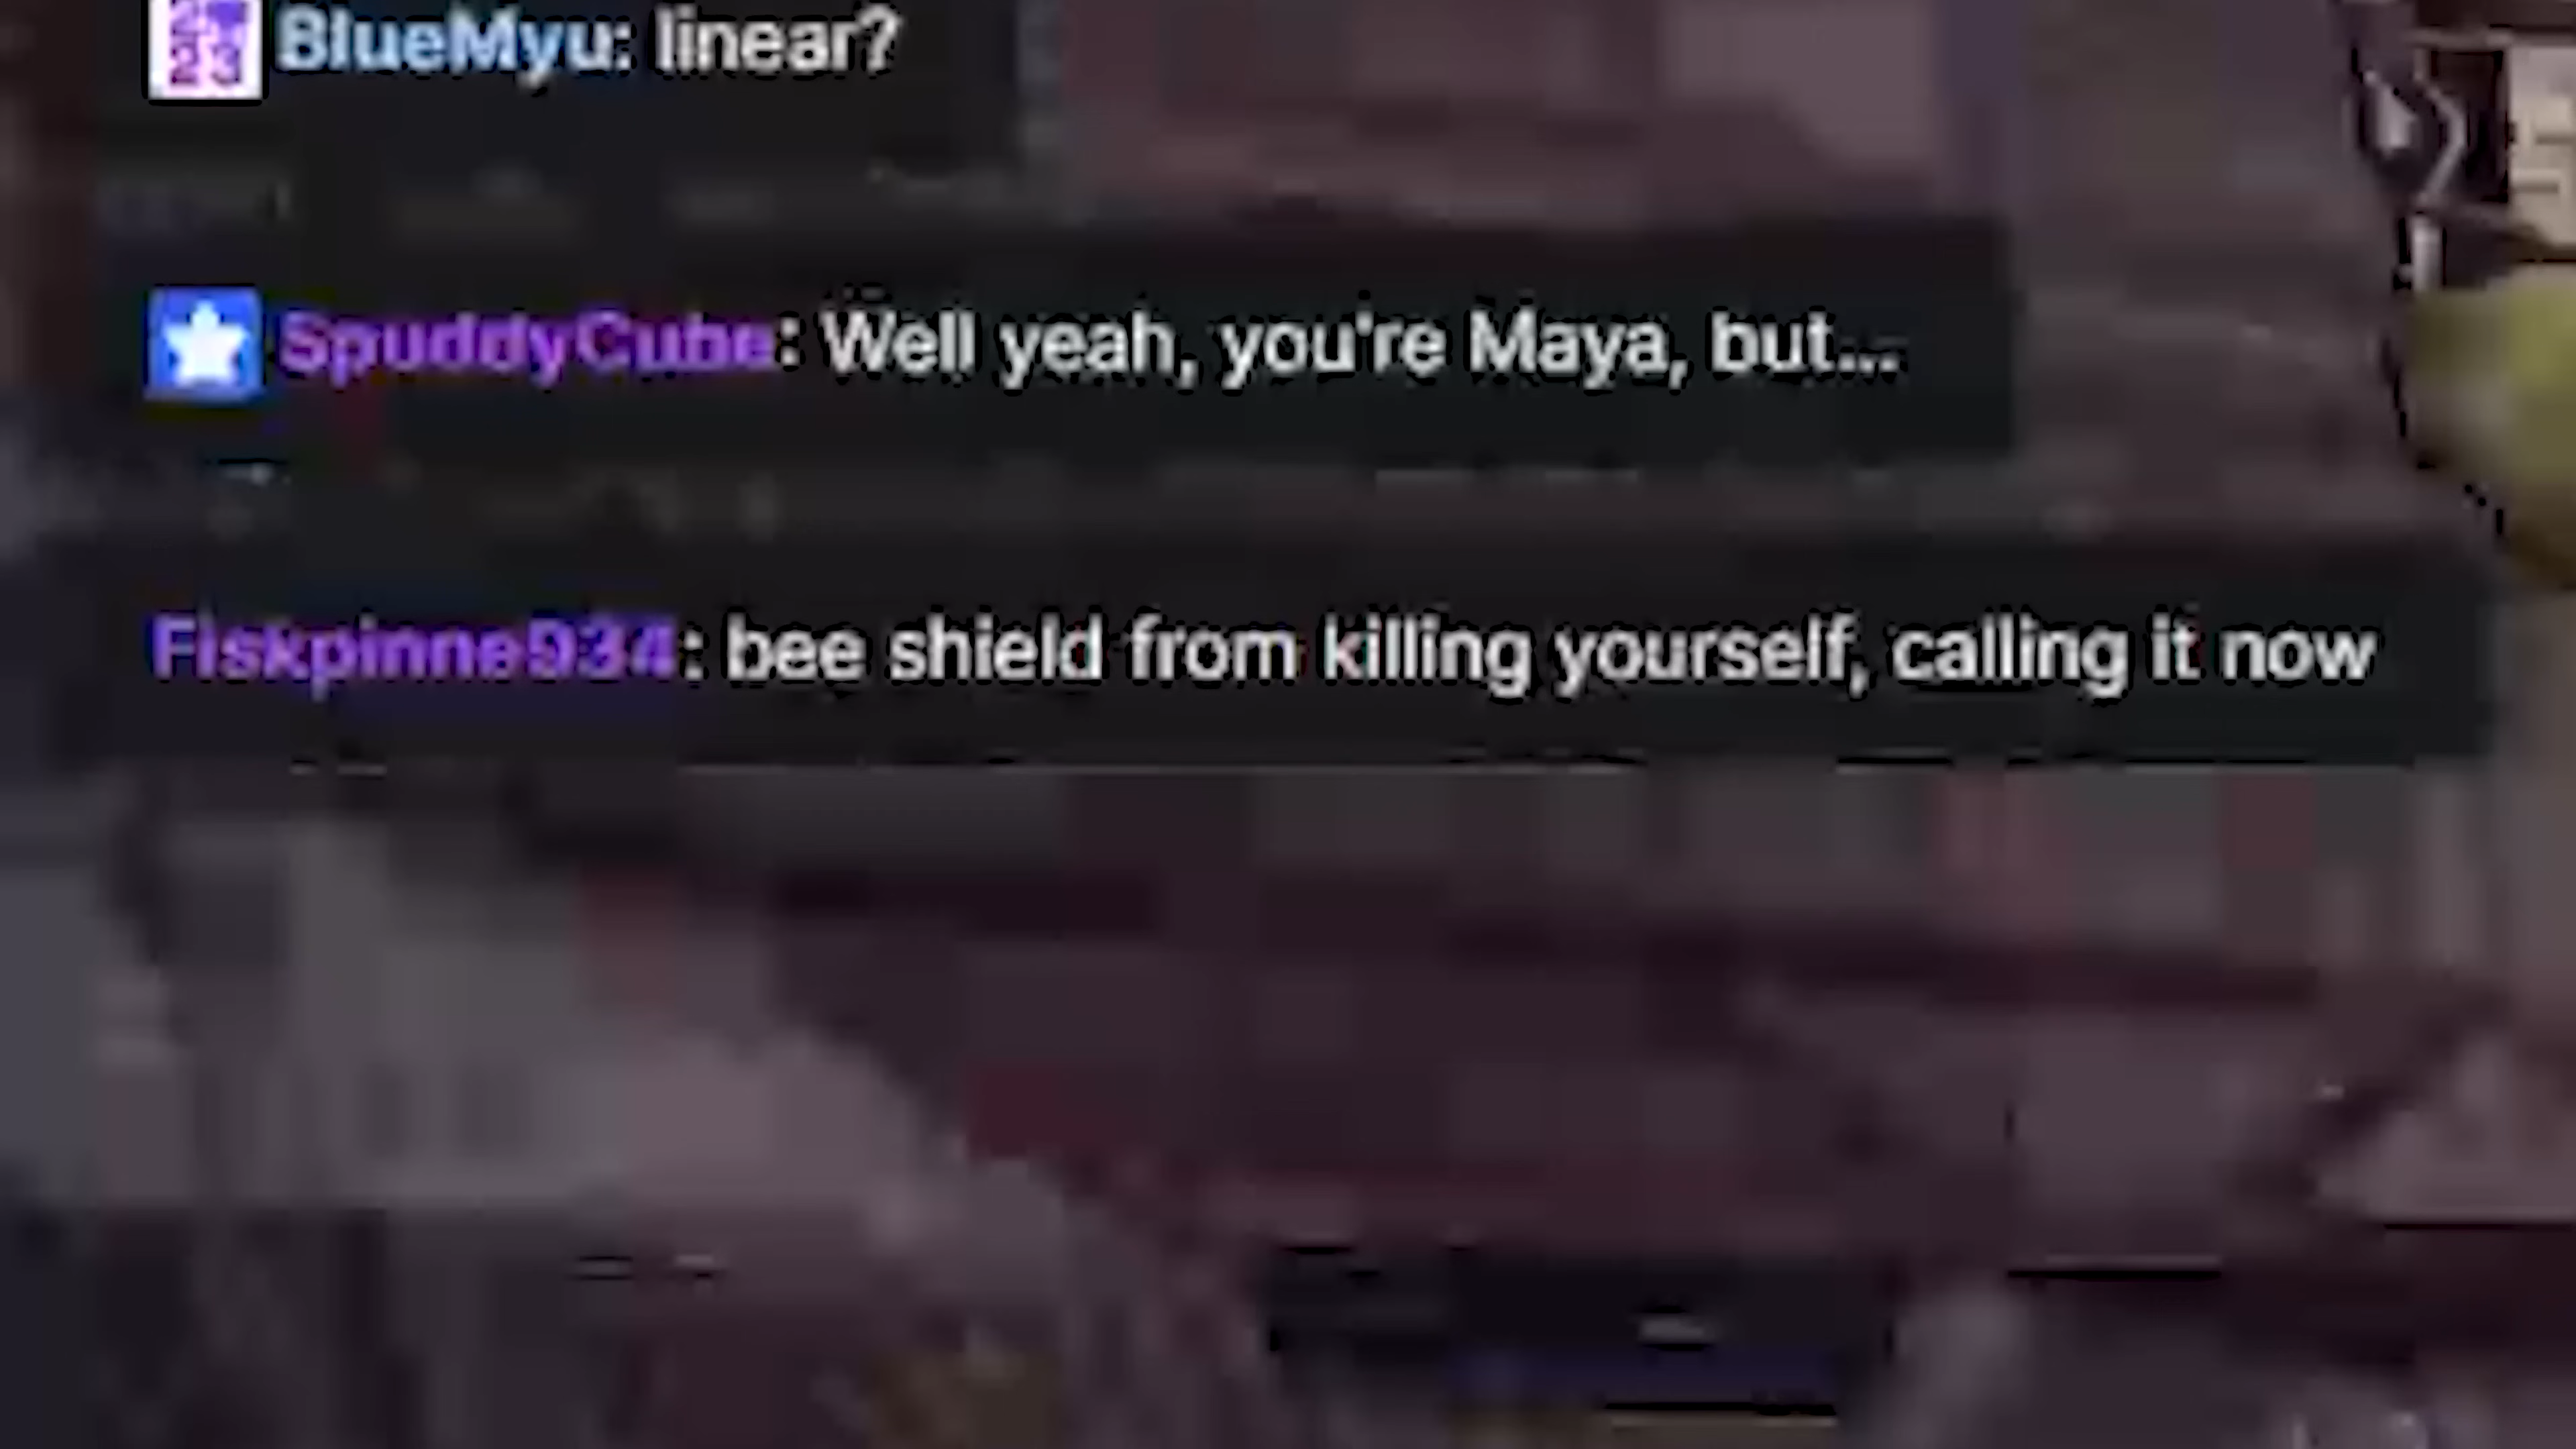 BlueMyu: linear?
SpuddyCube: Well yeah, you're Maya, but...
Fiskpinne934: bee shield from killing yourself, calling it now